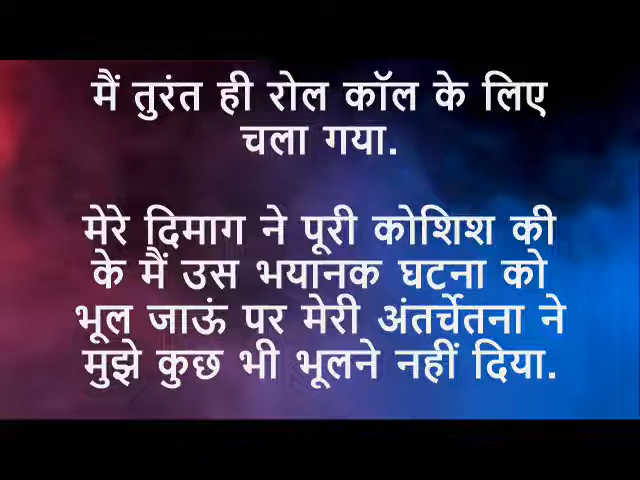 मैं तुरंत ही रोल कॉल के लिए
चला गया.
मेरे दिमाग ने पूरी कोशिश की
के मैं उस भयानक घटना को
भूल जाऊं पर मेरी अंतर्चेतना ने
मुझे कुछ भी भूलने नहीं दिया.